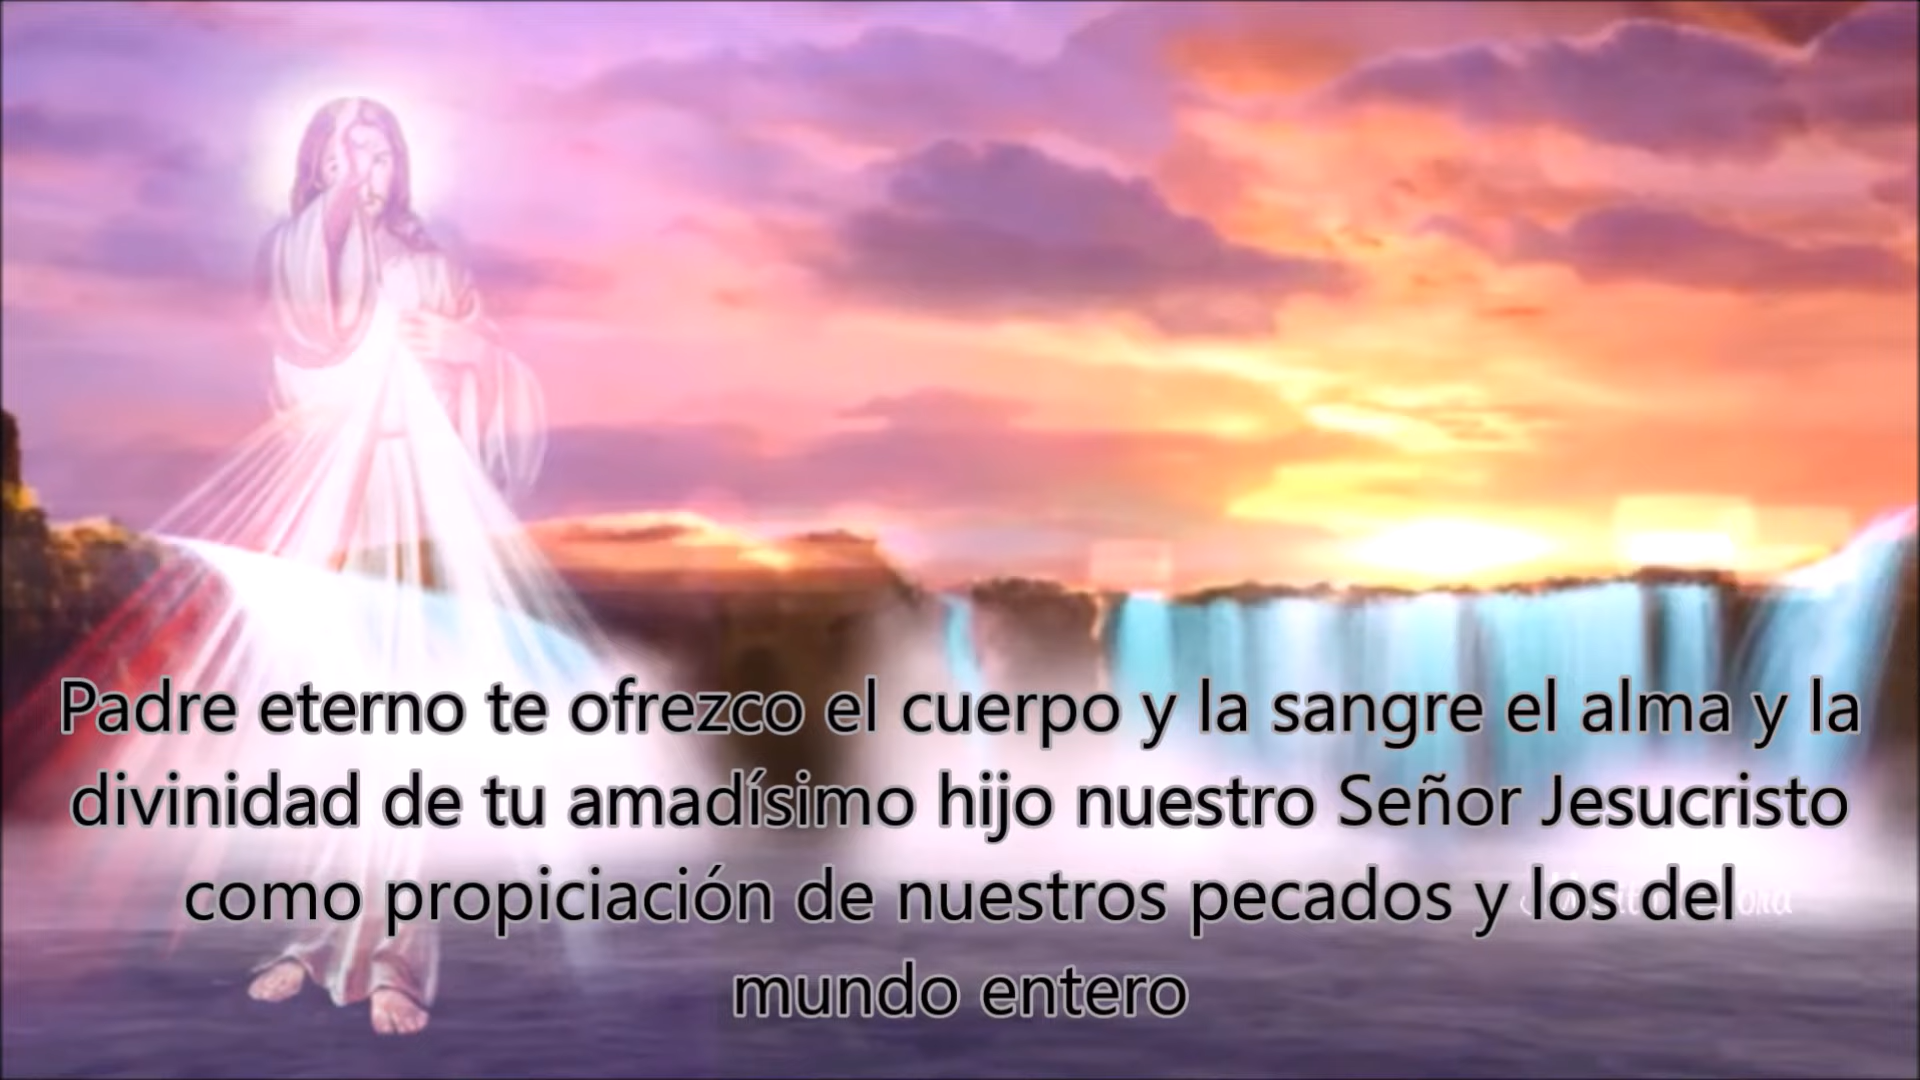 Padre eterno te ofrezco el cuerpo y la sangre el alma y la
divinidad de tu amadísimo hijo nuestro Señor Jesucristo
como propiciación de nuestros pecados y los del
mundo entero